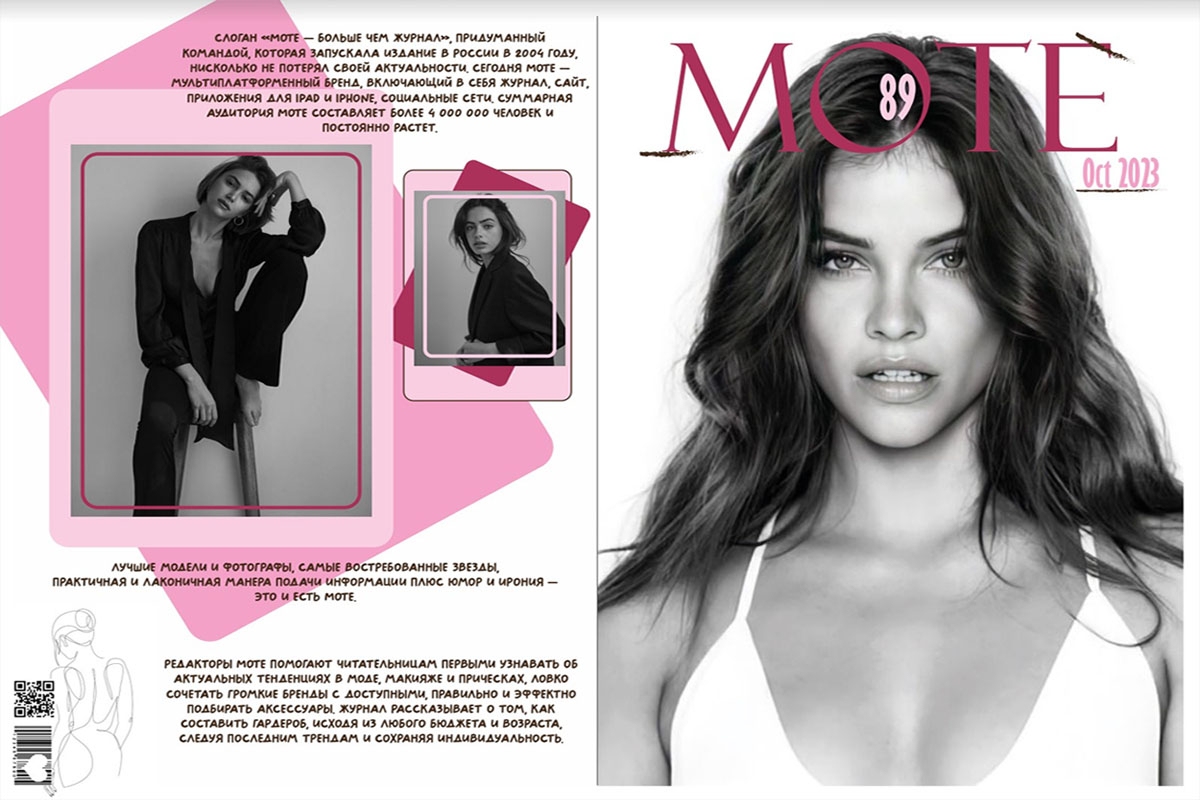 СЛОГАН «МОТЕ — БОЛЬШЕ ЧЕМ ЖУРНАЛ», ПРИДУМАННЫЙ
КОМАНДОЙ, КОТОРАЯ ЗАПУСКАЛА ИЗДАНИЕ В РОССИИ В 2004 ГОДУ,
НИСКОЛЬКО НЕ ПОТЕРЯЛ СВОЕЙ АКТУАЛЬНОСТИ. СЕГОДНЯ МОТЕ —
МУЛЬТИПЛАТФОРМЕННЫЙ БРЕНД, ВКЛЮЧАЮЩИЙ В СЕБЯ ЖУРНАЛ, САЙТ,
ПРИЛОЖЕНИЯ ДЛЯ IPAD И IPHONE, СОЦИАЛЬНЫЕ СЕТИ. СУММАРНАЯ
АУДИТОРИЯ МОТЕ СОСТАВЛЯЕТ БОЛЕЕ 4 000 000 ЧЕЛОВЕК И
ПОСТОЯННО РАСТЕТ.
ЛУЧШИЕ МОДЕЛИ И ФОТОГРАФЫ, САМЫЕ ВОСТРЕБОВАННЫЕ ЗВЕЗДЫ,
ПРАКТИЧНАЯ И ЛАКОНИЧНАЯ МАНЕРА ПОДАЧИ ИНФОРМАЦИИ ПЛЮС ЮМОР И ИРОНИЯ —
ЭТО И ЕСТЬ МОТЕ.
РЕДАКТОРЫ МОТЕ ПОМОГАЮТ ЧИТАТЕЛЬНИЦАМ ПЕРВЫМИ УЗНАВАТЬ ОБ
АКТУАЛЬНЫХ ТЕНДЕНЦИЯХ В МОДЕ, МАКИЯЖЕ И ПРИЧЕСКАХ, ЛОВКО
СОЧЕТАТЬ ГРОМКИЕ БРЕНДЫ С ДОСТУПНЫМИ, ПРАВИЛЬНО И ЭФФЕКТНО
ПОДБИРАТЬ АКСЕССУАРЫ. ЖУРНАЛ РАССКАЗЫВАЕТ О ТОМ, КАК
СОСТАВИТЬ ГАРДЕРОБ, ИСХОДЯ ИЗ ЛЮБОГО БЮДЖЕТА И ВОЗРАСТА,
СЛЕДУЯ ПОСЛЕДНИМ ТРЕНДАМ И СОХРАНЯЯ ИНДИВИДУАЛЬНОСТЬ.
MOTE
89
Oct 2023